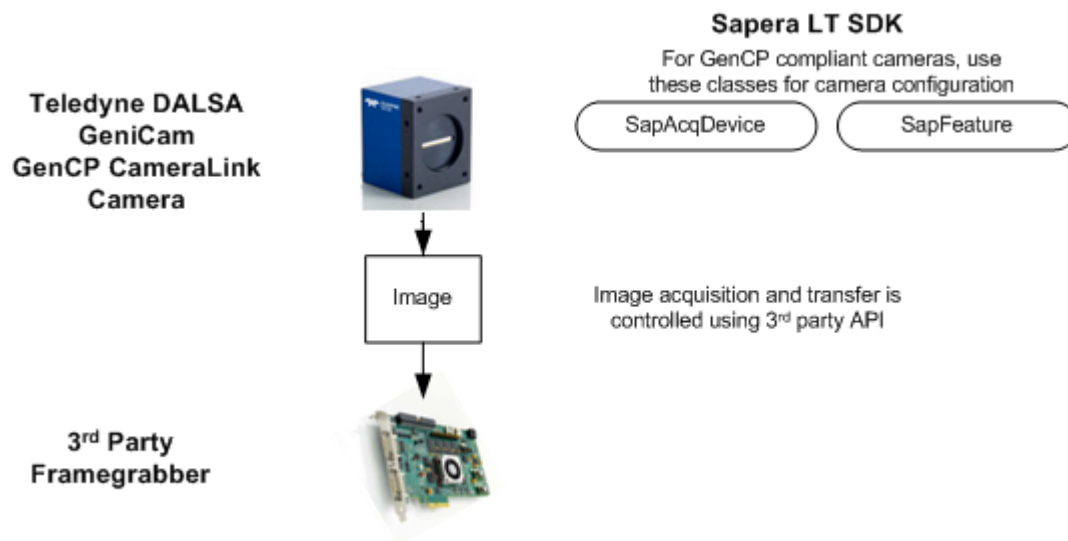 Sapera LT SDK
For GenCP compliant cameras, use
these classes for camera configuration
SapAcqDevice
SapFeature
Teledyne DALSA
GeniCam
GenCP CameraLink
Camera
Image
Image acquisition and transfer is
controlled using 3rd party API
3rd Party
Framegrabber